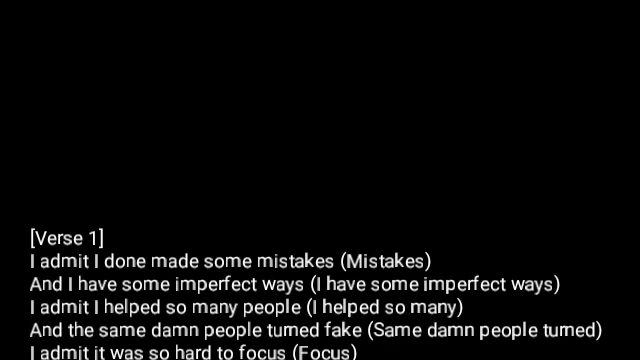 [Verse 1]
I admit I done made some mistakes (Mistakes)
And I have some imperfect ways (I have some imperfect ways)
I admit I helped so many people (I helped so many)
And the same damn people turned fake (Same damn people turned)
I admit it was so hard to focus (Focus)